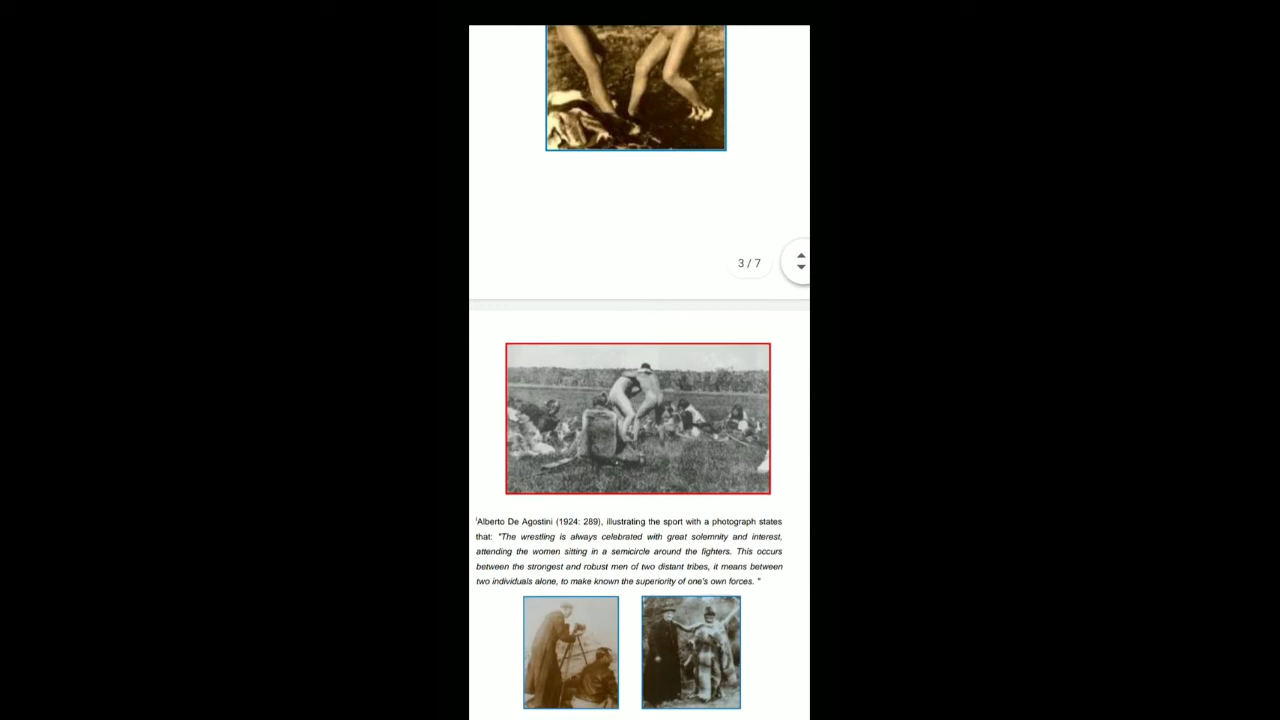 3 / 7
'Alberto De Agostini (1924: 289), illustrating the sport with a photograph states
that: "The wrestling is always celebrated with great solemnity and interest,
attending the women sitting in a semicircle around the fighters. This occurs
between the strongest and robust men of two distant tribes, it means between
two individuals alone, to make known the superiority of one's own forces. "